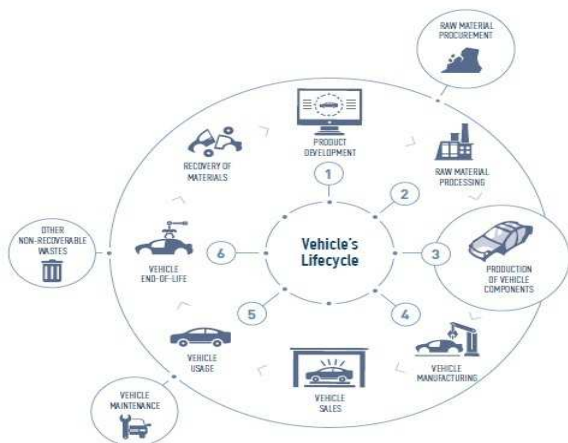 RAW MATERIAL
PROCUREMENT
PRODUCT
DEVELOPMENT
RECOVERY OF
MATERIALS
RAW MATERIAL
PROCESSING
1
2
OTHER
NON-RECOVERABLE
WASTES
VEHICLE
END-OF-LIFE
6
Vehicle's
Lifecycle
3
PRODUCTION
OF VEHICLE
COMPONENTS
5
4
VEHICLE
USAGE
VEHICLE
SALES
VEHICLE
MANUFACTURING
VEHICLE
MAINTENANCE